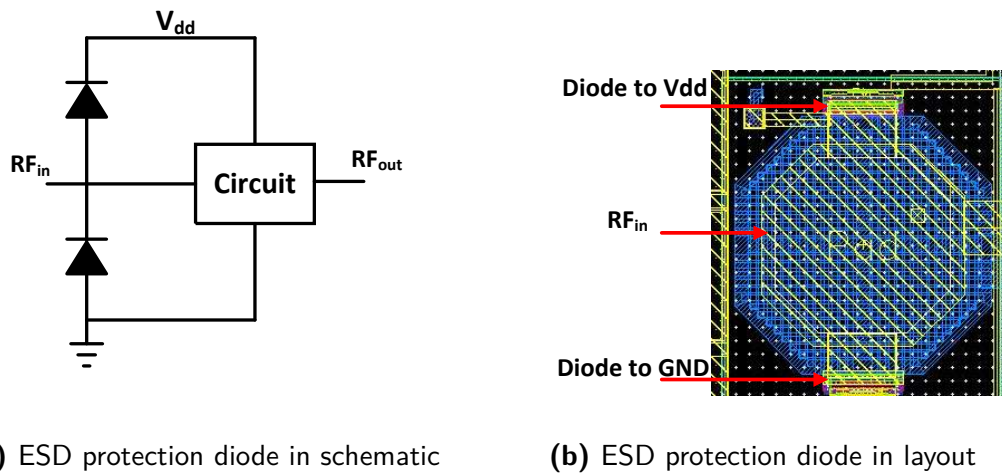 V_dd
RF_in
Circuit
RF_out
) ESD protection diode in schematic
Diode to Vdd
RF_in
Diode to GND
(b) ESD protection diode in layout